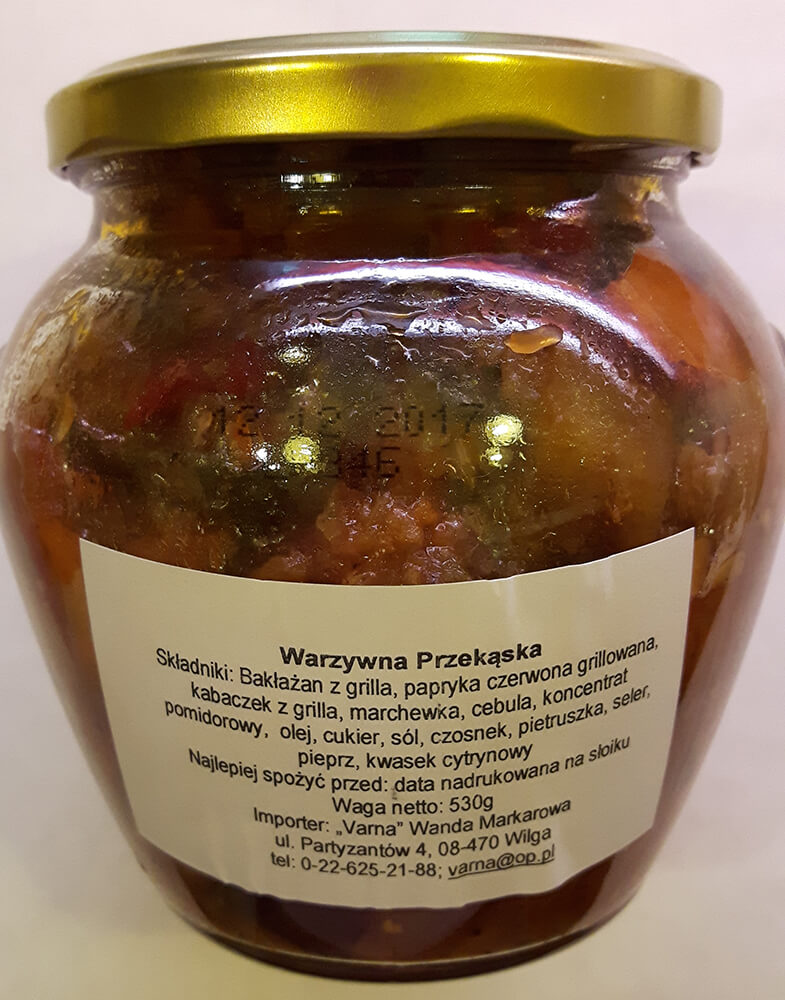 12 12 2017
346
Warzywna Przekąska
Składniki: Bakłażan z grilla, papryka czerwona grillowana,
kabaczek z grilla, marchewka, cebula, koncentrat
pomidorowy, olej, cukier, sól, czosnek, pietruszka, seler,
pieprz, kwasek cytrynowy
Najlepiej spożyć przed: data nadrukowana na słoiku
Waga netto: 530g
Importer: „Varna” Wanda Markarowa
ul. Partyzantów 4, 08-470 Wilga
tel: 0-22-625-21-88; varna@op.pl